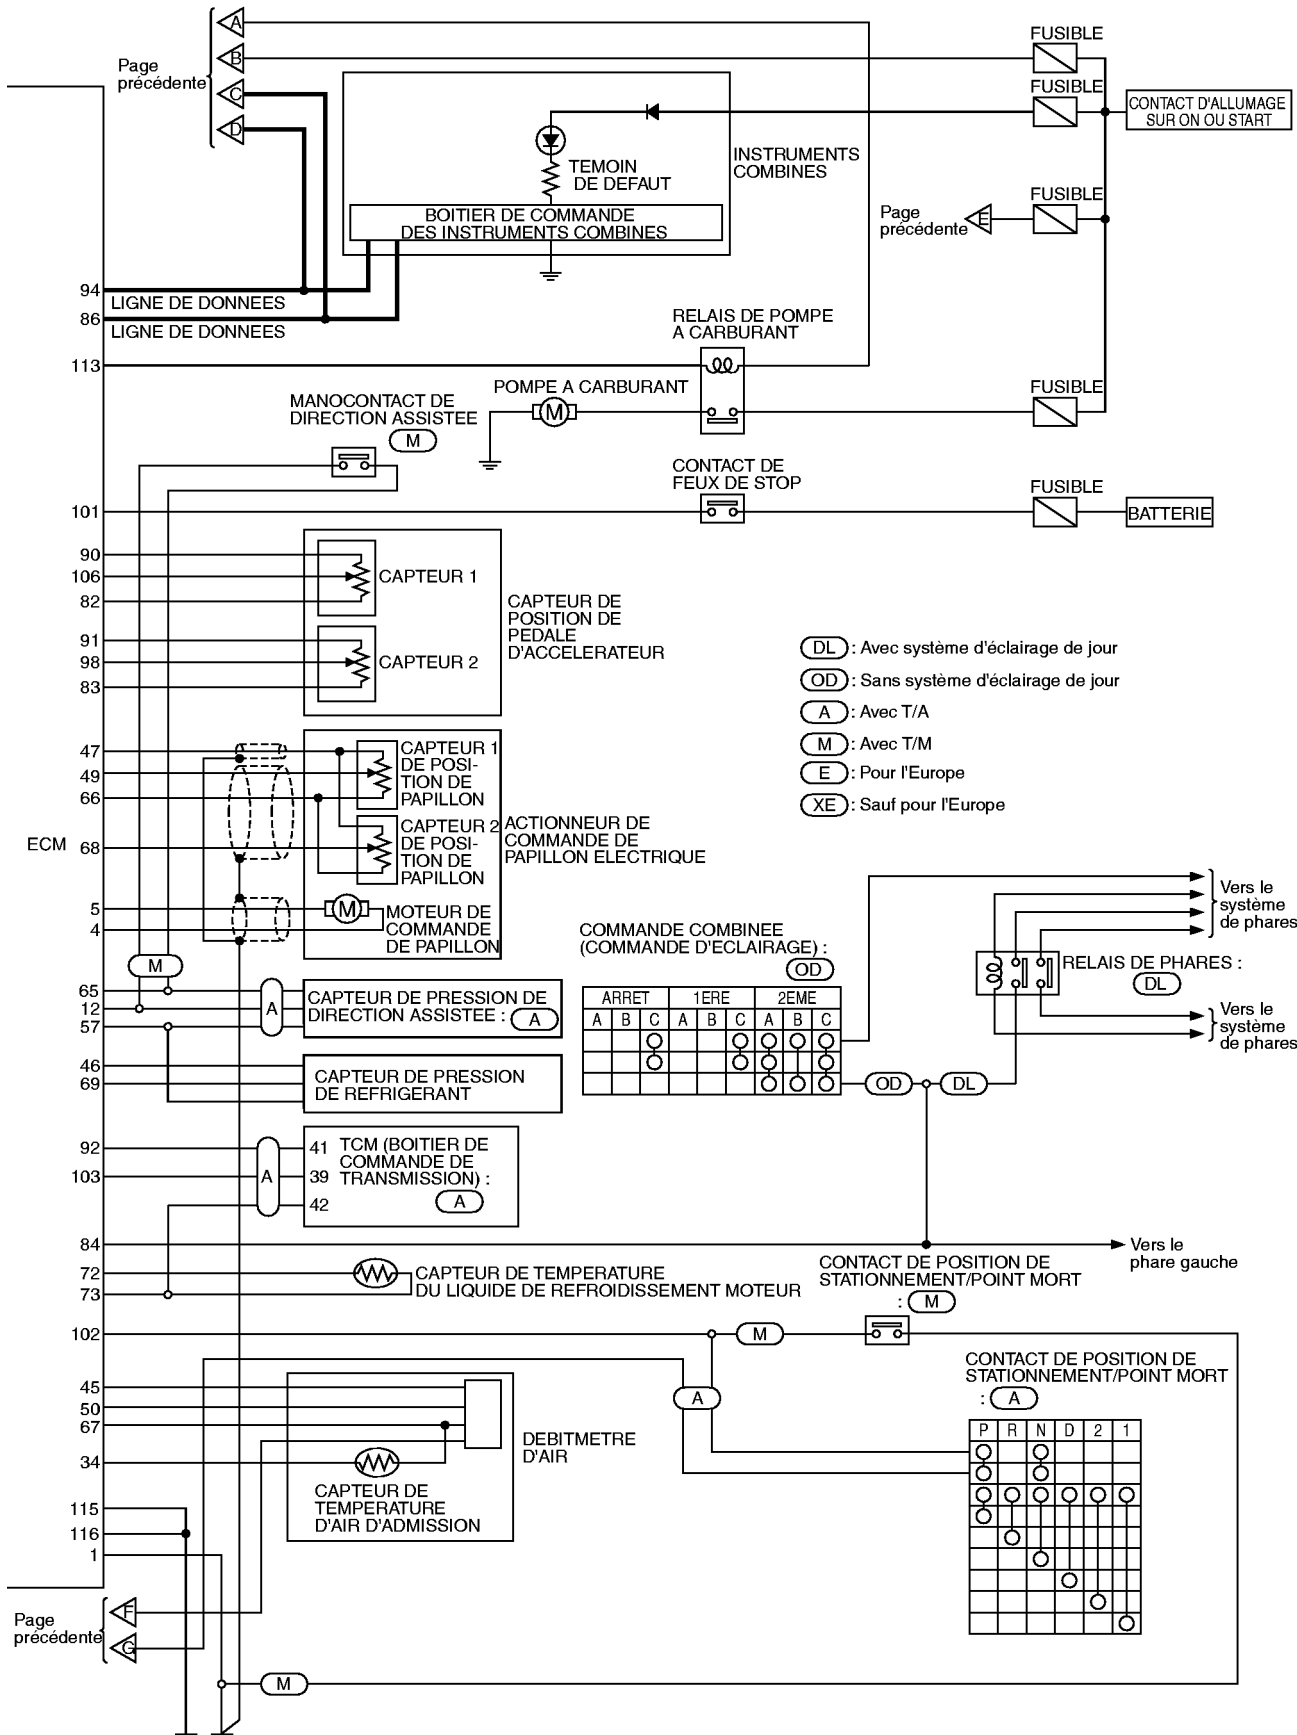 A
B
C
D
Page
précédente
FUSIBLE
FUSIBLE
CONTACT D'ALLUMAGE
SUR ON OU START
INSTRUMENTS
COMBINES
TEMOIN
DE DEFAUT
BOITIER DE COMMANDE
DES INSTRUMENTS COMBINES
FUSIBLE
Page
précédente
E
94
LIGNE DE DONNEES
86
LIGNE DE DONNEES
RELAIS DE POMPE
A CARBURANT
113
POMPE A CARBURANT
M
FUSIBLE
MANOCONTACT DE
DIRECTION ASSISTEE
M
CONTACT DE
FEUX DE STOP
FUSIBLE
BATTERIE
101
90
106
82
CAPTEUR 1
91
98
83
CAPTEUR 2
CAPTEUR DE
POSITION DE
PEDALE
D'ACCELERATEUR
DL : Avec système d'éclairage de jour
OD : Sans système d'éclairage de jour
A : Avec T/A
M : Avec T/M
E : Pour l'Europe
XE : Sauf pour l'Europe
47
49
66
CAPTEUR 1
DE POSI-
TION DE
PAPILLON
ECM
68
CAPTEUR 2
DE POSI-
TION DE
PAPILLON
ACTIONNEUR DE
COMMANDE DE
PAPILLON ELECTRIQUE
5
4
M
MOTEUR DE
COMMANDE
DE PAPILLON
M
COMMANDE COMBINEE
(COMMANDE D'ECLAIRAGE) :
OD
ARRET 1ERE 2EME
A B C A B C A B C
Vers le
système
de phares
RELAIS DE PHARES :
DL
Vers le
système
de phares
OD
DL
65
12
57
A
CAPTEUR DE PRESSION DE
DIRECTION ASSISTEE : A
46
69
CAPTEUR DE PRESSION
DE REFRIGERANT
92
103
A
41
39
42
TCM (BOITIER DE
COMMANDE DE
TRANSMISSION) :
A
84
Vers le
phare gauche
72
73
CAPTEUR DE TEMPERATURE
DU LIQUIDE DE REFROIDISSEMENT MOTEUR
CONTACT DE POSITION DE
STATIONNEMENT/POINT MORT
: M
102
M
A
CONTACT DE POSITION DE
STATIONNEMENT/POINT MORT
: A
P R N D 2 1
45
50
67
34
DEBITMETRE
D'AIR
CAPTEUR DE
TEMPERATURE
D'AIR D'ADMISSION
115
116
1
Page
précédente
F
G
M